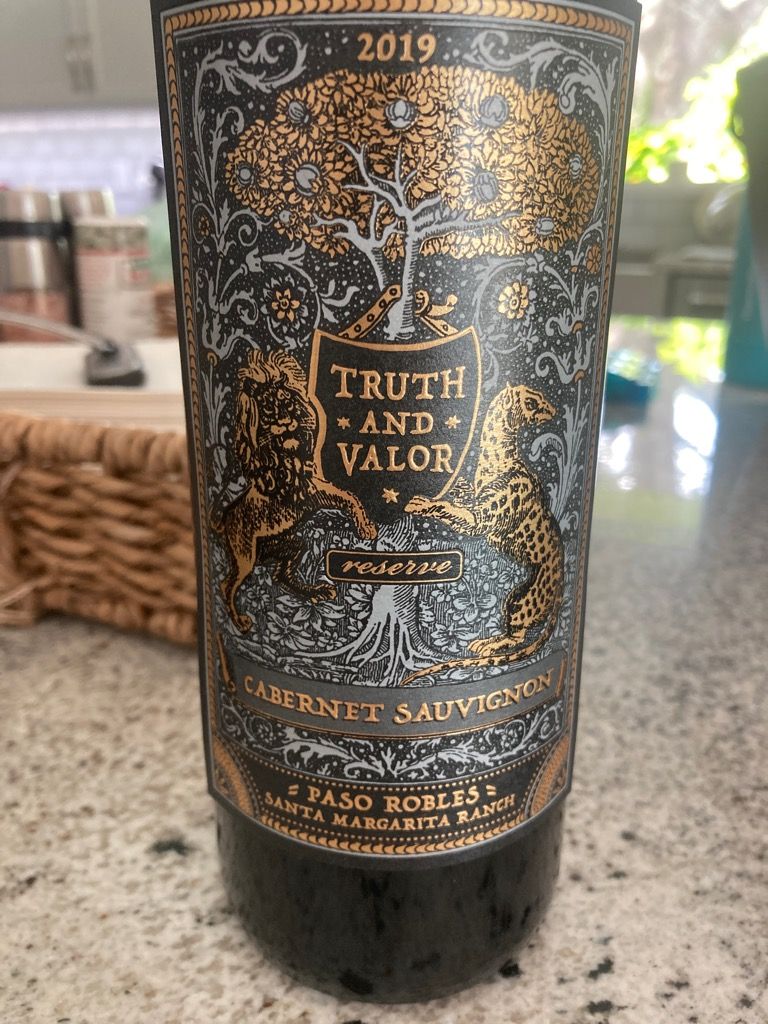 2019
TRUTH
AND
VALOR
reserve
CABERNET SAUVIGNON
PASO ROBLES
SANTA MARGARITA RANCH